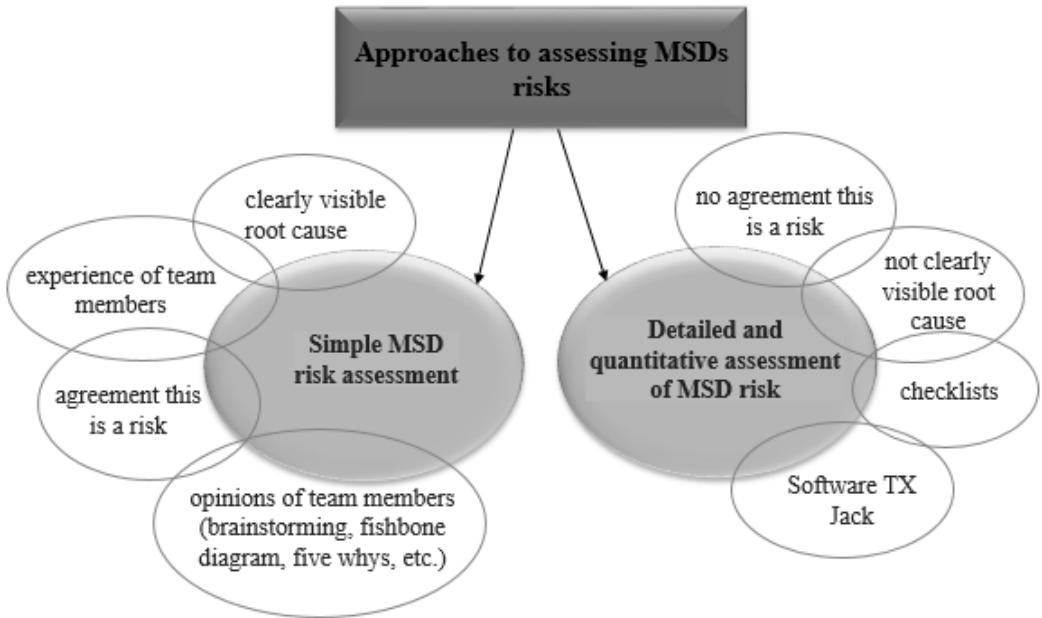 Approaches to assessing MSDs
risks
clearly visible
root cause
experience of team
members
agreement this
is a risk
opinions of team members
(brainstorming, fishbone
diagram, five whys, etc.)
Simple MSD
risk assessment
Detailed and
quantitative assessment
of MSD risk
no agreement this
is a risk
not clearly
visible root
cause
checklists
Software TX
Jack